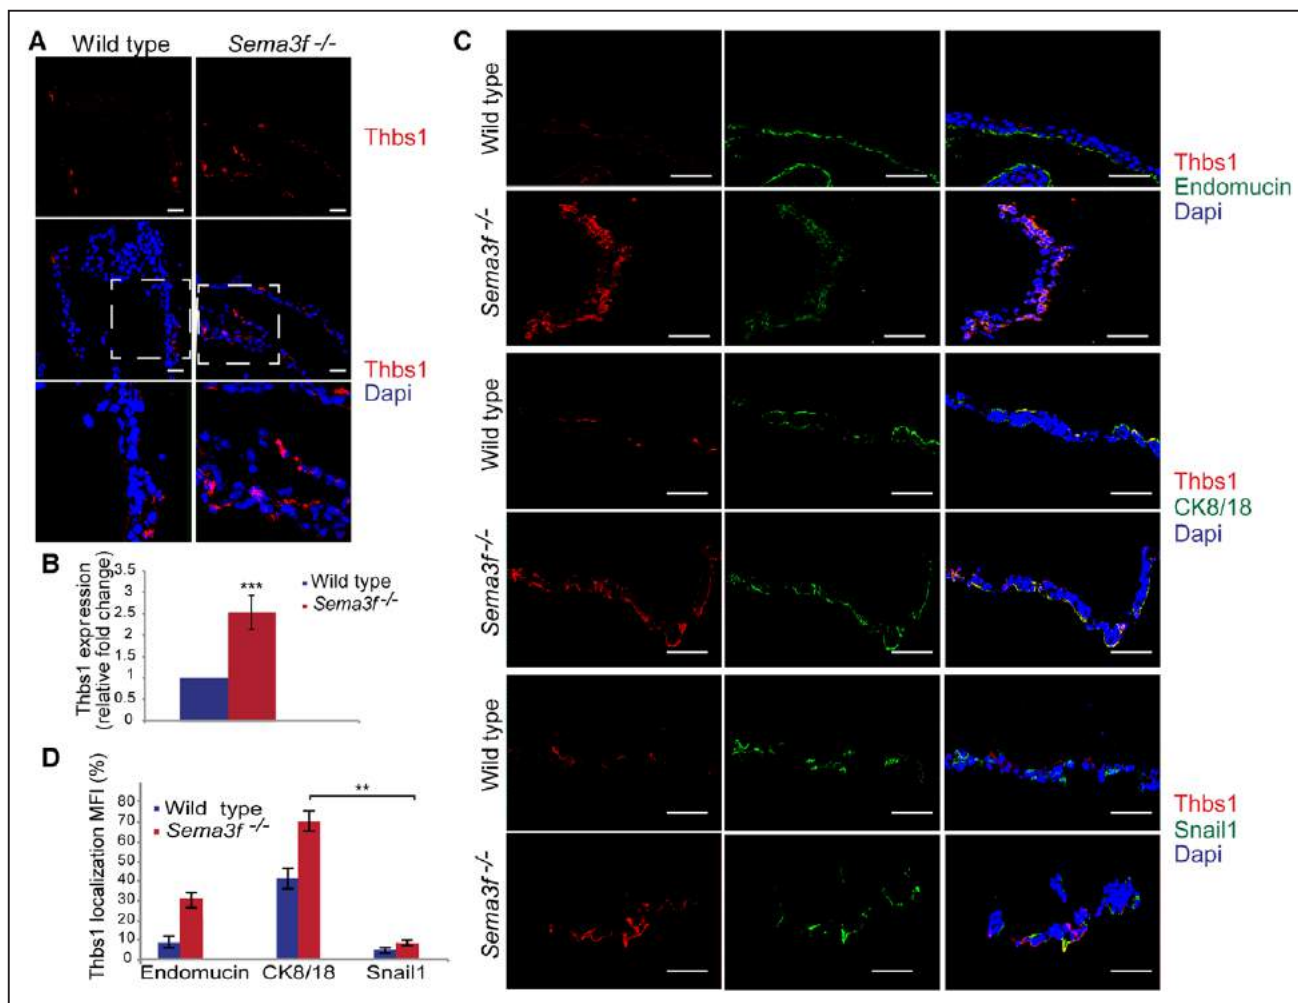 A
Wild type
Sema3f -/-
Thbs1
Thbs1
Dapi
B
Thbs1 expression
(relative fold change)
3.5
3
2.5
2
1.5
1
0.5
0
***
Wild type
Sema3f-/-
D
Thbs1 localization MFI (%)
80
70
60
50
40
30
20
10
0
Wild type
Sema3f -/-
**
Endomucin
CK8/18
Snail1
C
Wild type
Sema3f -/-
Thbs1
Endomucin
Dapi
Wild type
Sema3f-/-
Thbs1
CK8/18
Dapi
Wild type
Sema3f -/-
Thbs1
Snail1
Dapi